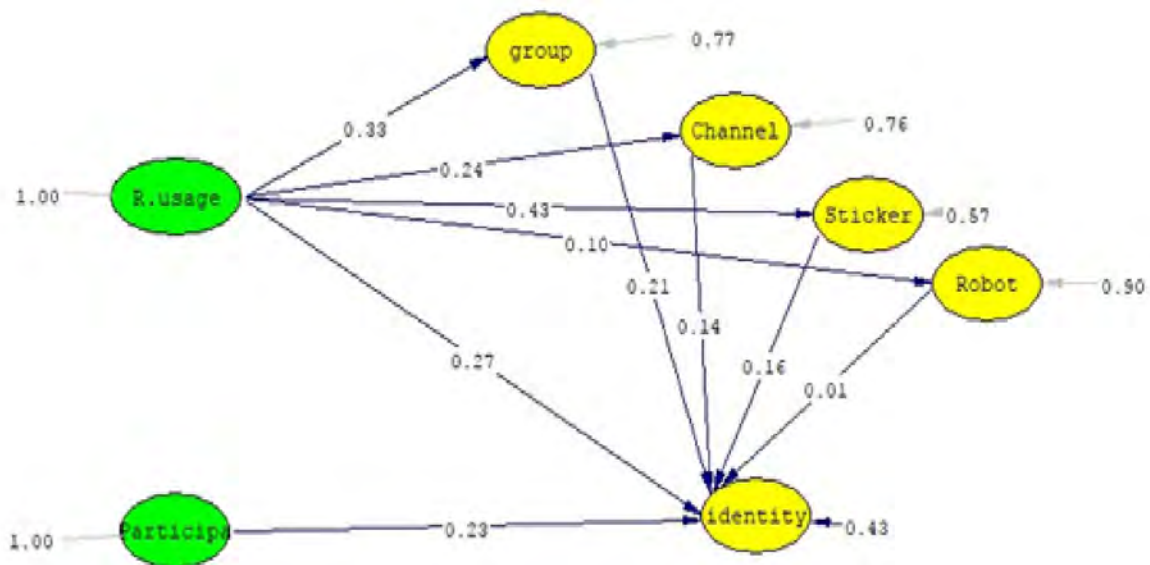 group
0.77
Channel
0.76
0.33
0.24
1.00
R.usage
0.43
Sticker
0.57
0.10
Robot
0.90
0.21
0.14
0.27
0.16
0.01
identity
0.43
Participa
0.23
1.00